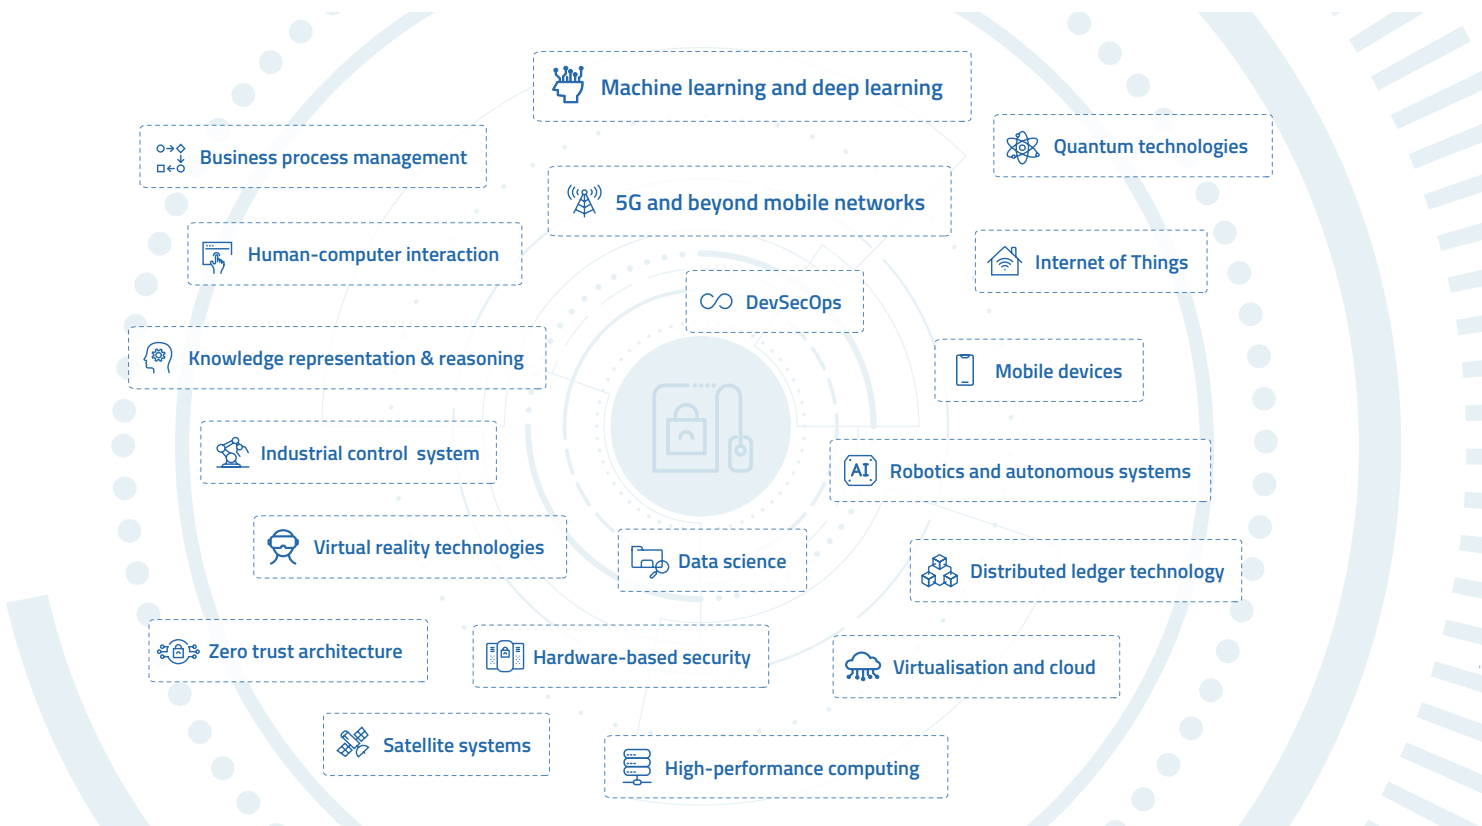 Machine learning and deep learning
Business process management
Quantum technologies
5G and beyond mobile networks
Human-computer interaction
Internet of Things
DevSecOps
Knowledge representation & reasoning
Mobile devices
Industrial control  system
AI
Robotics and autonomous systems
Virtual reality technologies
Data science
Distributed ledger technology
Zero trust architecture
Hardware-based security
Virtualisation and cloud
Satellite systems
High-performance computing